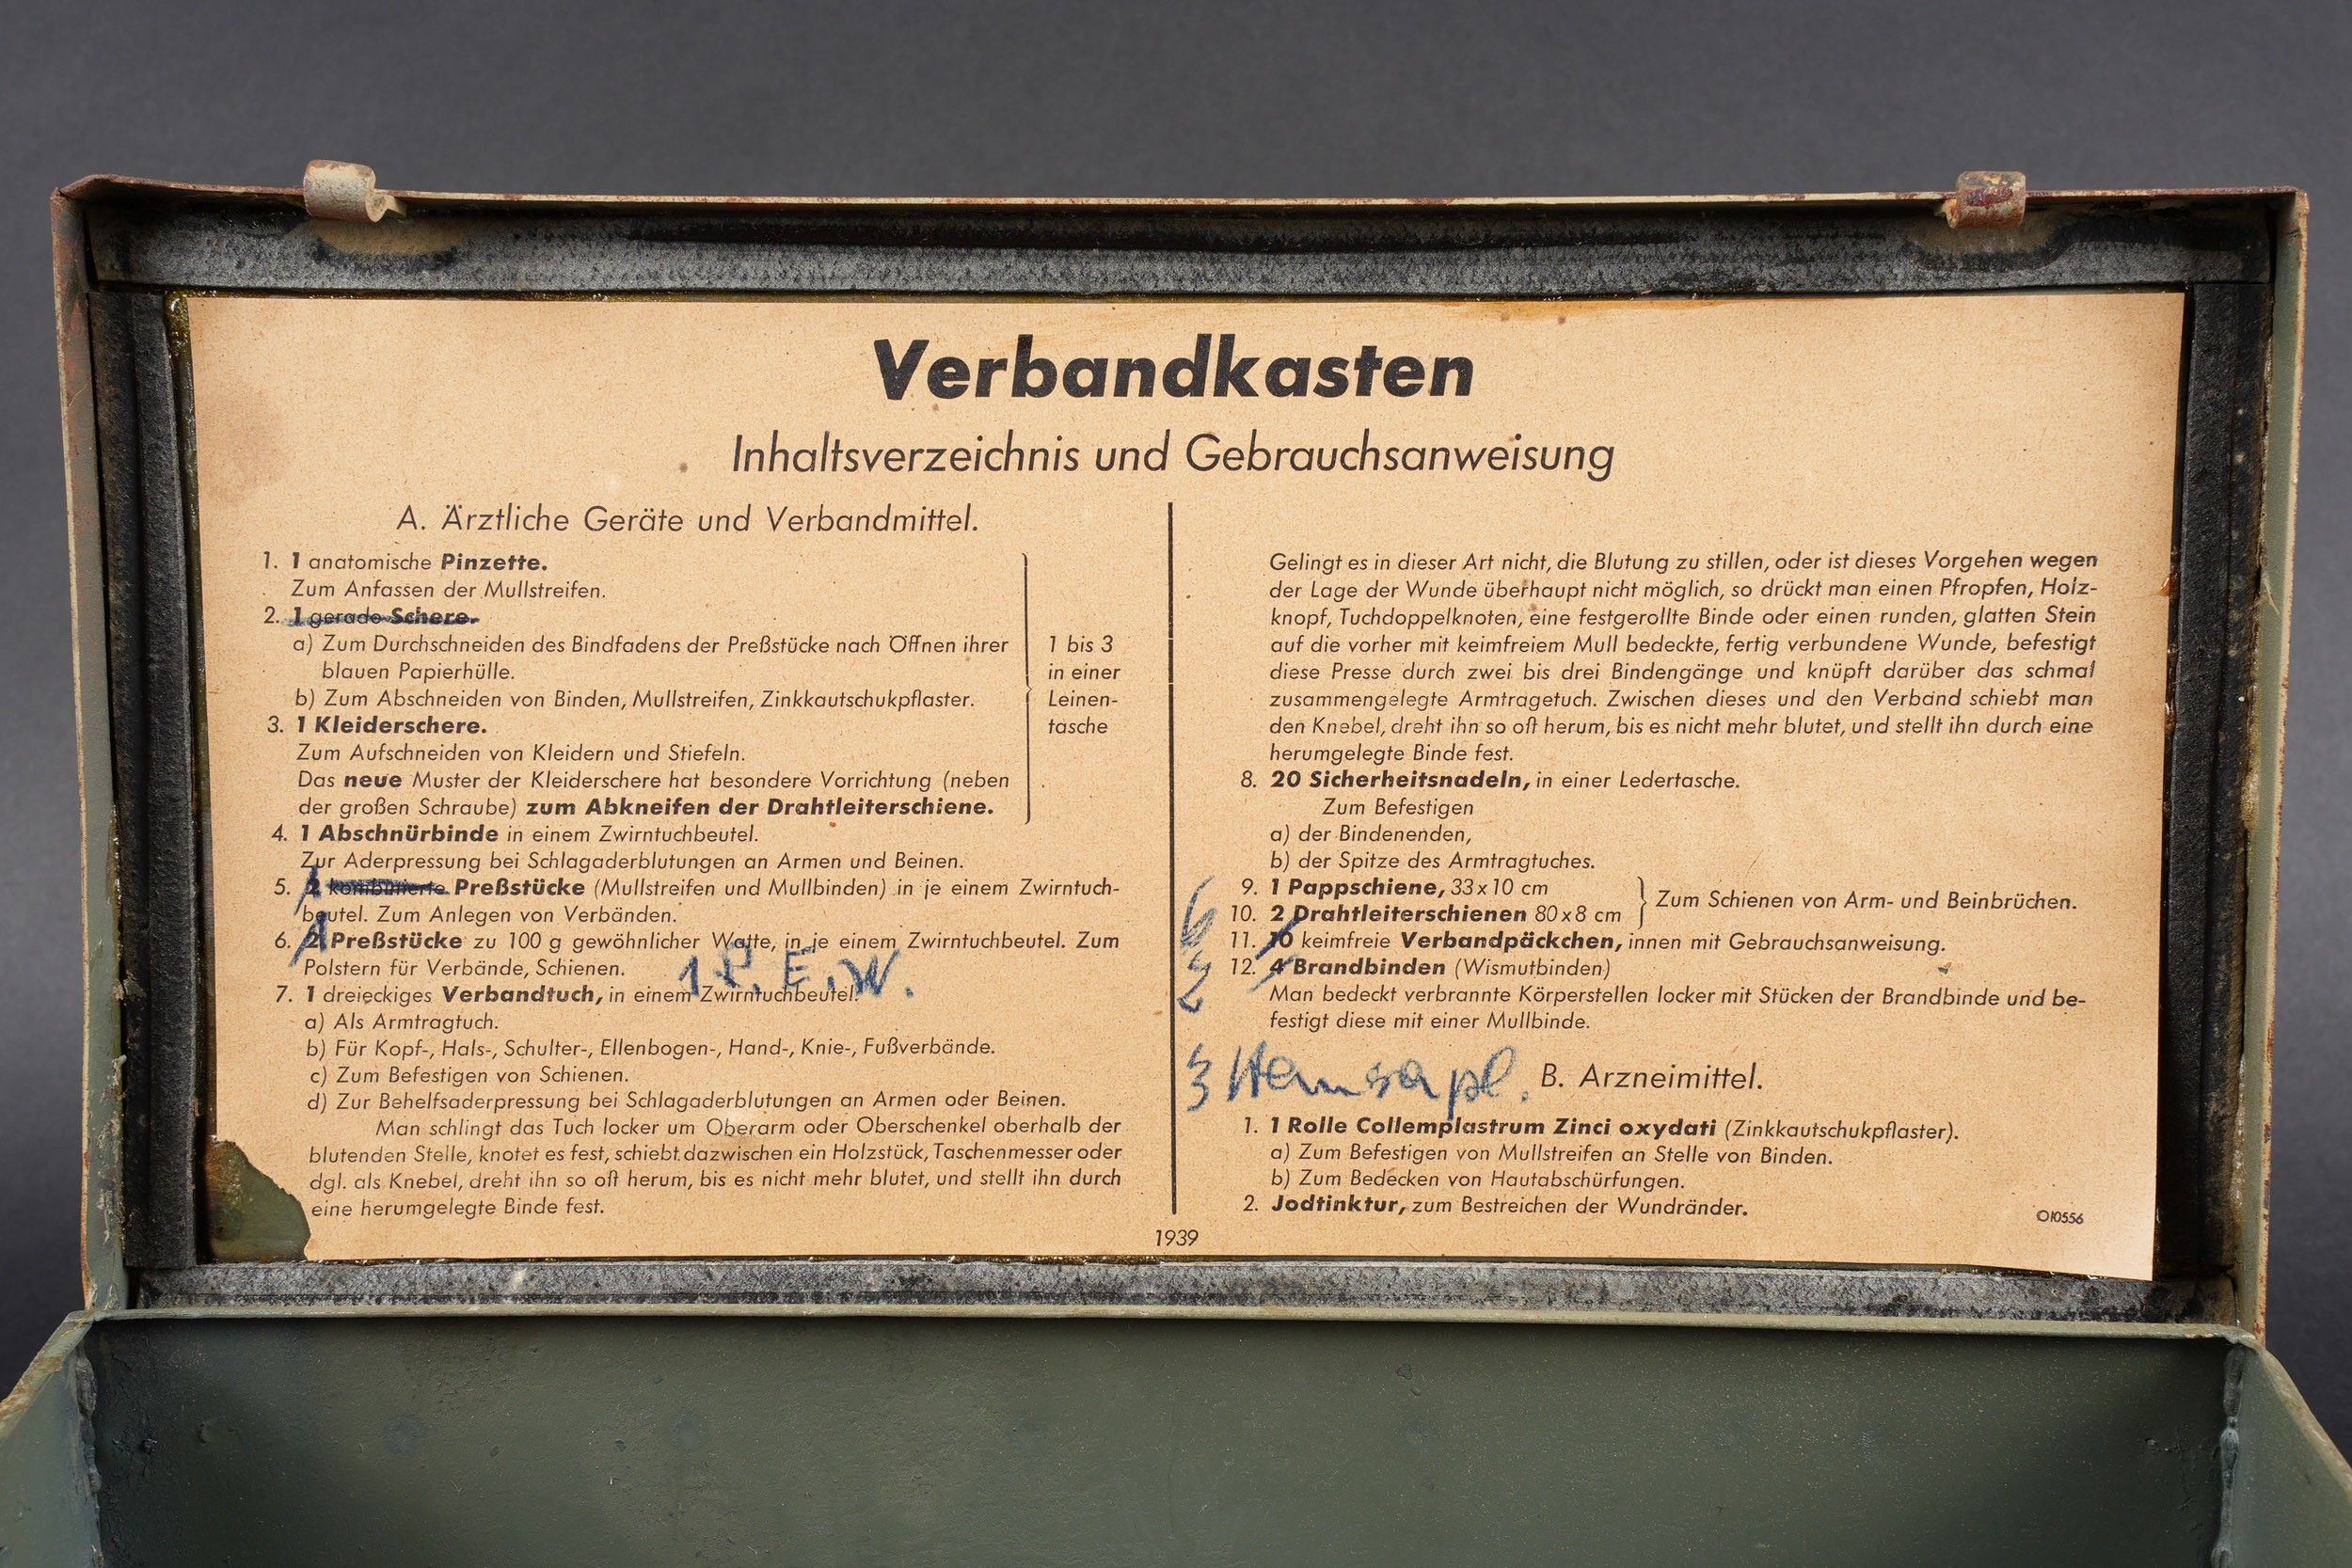 Verbandkasten
Inhaltsverzeichnis und Gebrauchsanweisung
A. Ärztliche Geräte und Verbandmittel.
1. 1 anatomische Pinzette.
Zum Anfassen der Mullstreifen.
2. 1 gerade Schere.
a) Zum Durchschneiden des Bindfadens der Preßstücke nach Öffnen ihrer
blauen Papierhülle.
b) Zum Abschneiden von Binden, Mullstreifen, Zinkkautschukpflaster.
3. 1 Kleiderschere.
Zum Aufschneiden von Kleidern und Stiefeln.
Das neue Muster der Kleiderschere hat besondere Vorrichtung (neben
der großen Schraube) zum Abkneifen der Drahtleiterschiene.
1 bis 3
in einer
Leinen-
tasche
4. 1 Abschnürbinde in einem Zwirntuchbeutel.
Zur Aderpressung bei Schlagaderblutungen an Armen und Beinen.
5. 2 kombinierte Preßstücke (Mullstreifen und Mullbinden) in je einem Zwirntuch-
beutel. Zum Anlegen von Verbänden.
6. 2 Preßstücke zu 100 g gewöhnlicher Watte, in je einem Zwirntuchbeutel. Zum
Polstern für Verbände, Schienen.
1 P. E. W.
7. 1 dreieckiges Verbandtuch, in einem Zwirntuchbeutel.
a) Als Armtragtuch.
b) Für Kopf-, Hals-, Schulter-, Ellenbogen-, Hand-, Knie-, Fußverbände.
c) Zum Befestigen von Schienen.
d) Zur Behelfsaderpressung bei Schlagaderblutungen an Armen oder Beinen.
Man schlingt das Tuch locker um Oberarm oder Oberschenkel oberhalb der
blutenden Stelle, knotet es fest, schiebt dazwischen ein Holzstück, Taschenmesser oder
dgl. als Knebel, dreht ihn so oft herum, bis es nicht mehr blutet, und stellt ihn durch
eine herumgelegte Binde fest.
Gelingt es in dieser Art nicht, die Blutung zu stillen, oder ist dieses Vorgehen wegen
der Lage der Wunde überhaupt nicht möglich, so drückt man einen Pfropfen, Holz-
knopf, Tuchdoppelknoten, eine festgerollte Binde oder einen runden, glatten Stein
auf die vorher mit keimfreiem Mull bedeckte, fertig verbundene Wunde, befestigt
diese Presse durch zwei bis drei Bindengänge und knüpft darüber das schmal
zusammengelegte Armtragetuch. Zwischen dieses und den Verband schiebt man
den Knebel, dreht ihn so oft herum, bis es nicht mehr blutet, und stellt ihn durch eine
herumgelegte Binde fest.
8. 20 Sicherheitsnadeln, in einer Ledertasche.
Zum Befestigen
a) der Bindenenden,
b) der Spitze des Armtragtuches.
9. 1 Pappschiene, 33 x 10 cm
10. 2 Drahtleiterschienen 80 x 8 cm
Zum Schienen von Arm- und Beinbrüchen.
6
11. 10 keimfreie Verbandpäckchen, innen mit Gebrauchsanweisung.
2
12. 4 Brandbinden (Wismutbinden)
Man bedeckt verbrannte Körperstellen locker mit Stücken der Brandbinde und be-
festigt diese mit einer Mullbinde.
3 Hansapl.
B. Arzneimittel.
1. 1 Rolle Collemplastrum Zinci oxydati (Zinkkautschukpflaster).
a) Zum Befestigen von Mullstreifen an Stelle von Binden.
b) Zum Bedecken von Hautabschürfungen.
2. Jodtinktur, zum Bestreichen der Wundränder.
1939
OI0556